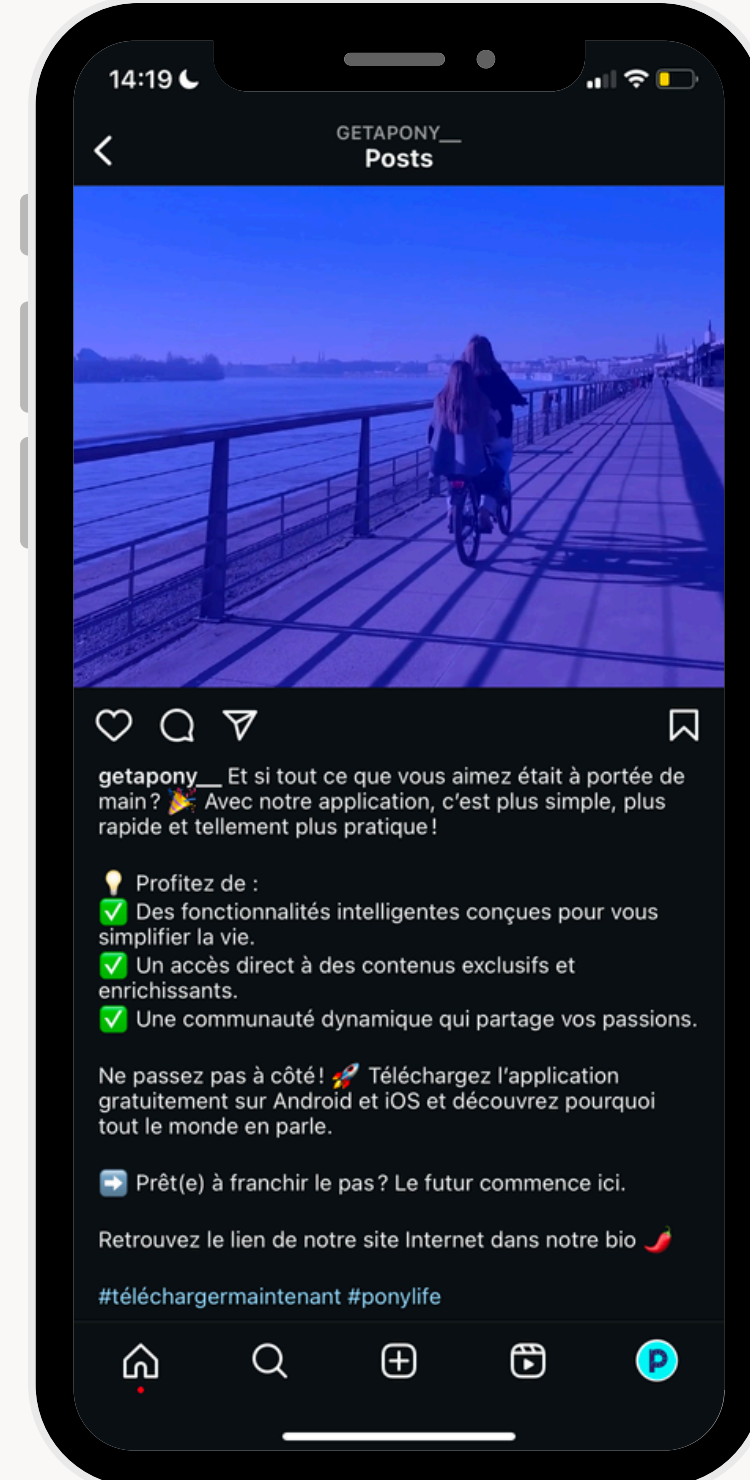 14:19
GETAPONY__
Posts
getapony__ Et si tout ce que vous aimez était à portée de
main ? 🎉 Avec notre application, c’est plus simple, plus
rapide et tellement plus pratique !
💡 Profitez de :
✅ Des fonctionnalités intelligentes conçues pour vous
simplifier la vie.
✅ Un accès direct à des contenus exclusifs et
enrichissants.
✅ Une communauté dynamique qui partage vos passions.
Ne passez pas à côté ! 🚀 Téléchargez l’application
gratuitement sur Android et iOS et découvrez pourquoi
tout le monde en parle.
➡️ Prêt(e) à franchir le pas ? Le futur commence ici.
Retrouvez le lien de notre site Internet dans notre bio 🌶️
#téléchargermaintenant #ponylife
P